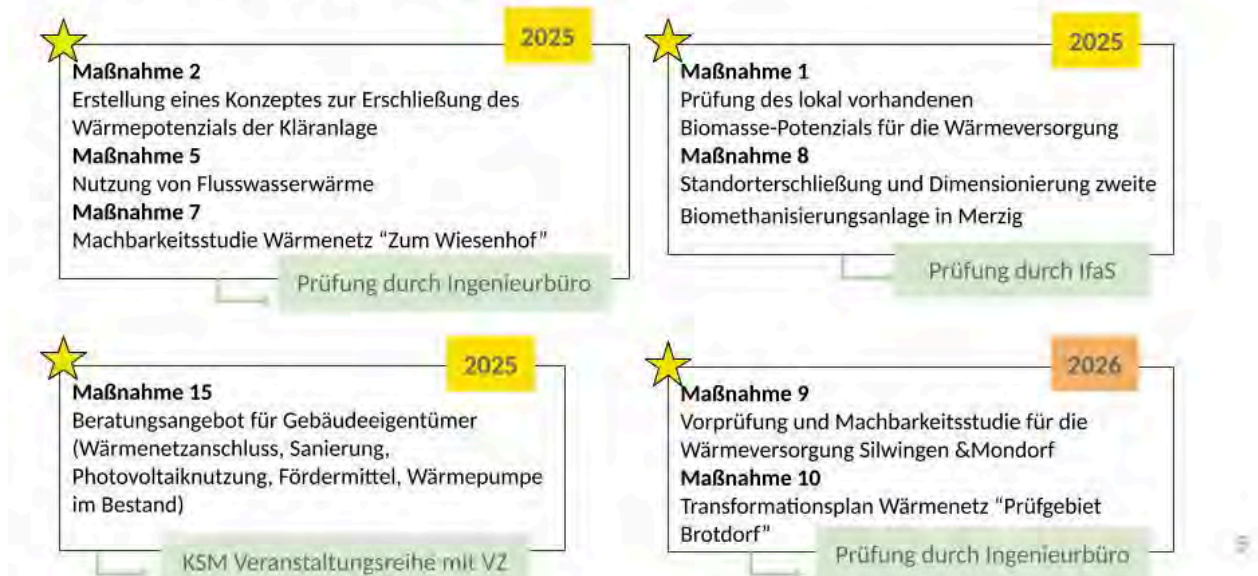 2025
Maßnahme 2
Erstellung eines Konzeptes zur Erschließung des
Wärmepotenzials der Kläranlage
Maßnahme 5
Nutzung von Flusswasserwärme
Maßnahme 7
Machbarkeitsstudie Wärmenetz “Zum Wiesenhof”
Prüfung durch Ingenieurbüro
2025
Maßnahme 1
Prüfung des lokal vorhandenen
Biomasse-Potenzials für die Wärmeversorgung
Maßnahme 8
Standorterschließung und Dimensionierung zweite
Biomethanisierungsanlage in Merzig
Prüfung durch IfaS
2025
Maßnahme 15
Beratungsangebot für Gebäudeeigentümer
(Wärmenetzanschluss, Sanierung,
Photovoltaiknutzung, Fördermittel, Wärmepumpe
im Bestand)
KSM Veranstaltungsreihe mit VZ
2026
Maßnahme 9
Vorprüfung und Machbarkeitsstudie für die
Wärmeversorgung Silwingen &Mondorf
Maßnahme 10
Transformationsplan Wärmenetz “Prüfgebiet
Brotdorf”
Prüfung durch Ingenieurbüro